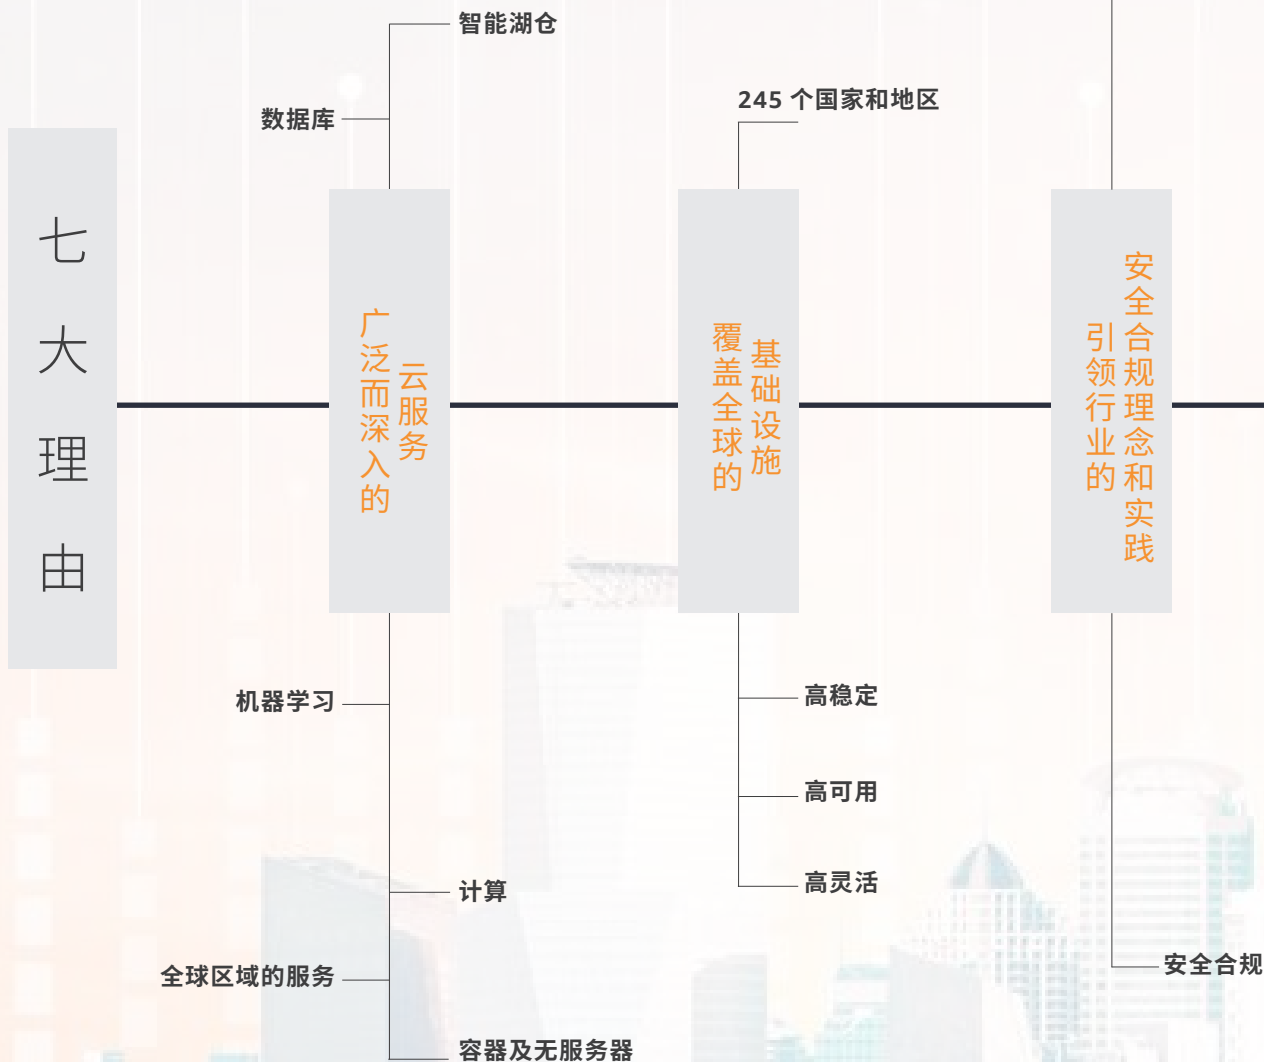 七大理由
智能湖仓
数据库
广泛而深入的
云服务
机器学习
计算
全球区域的服务
容器及无服务器
245 个国家和地区
覆盖全球的
基础设施
高稳定
高可用
高灵活
引领行业的
安全合规理念和实践
安全合规